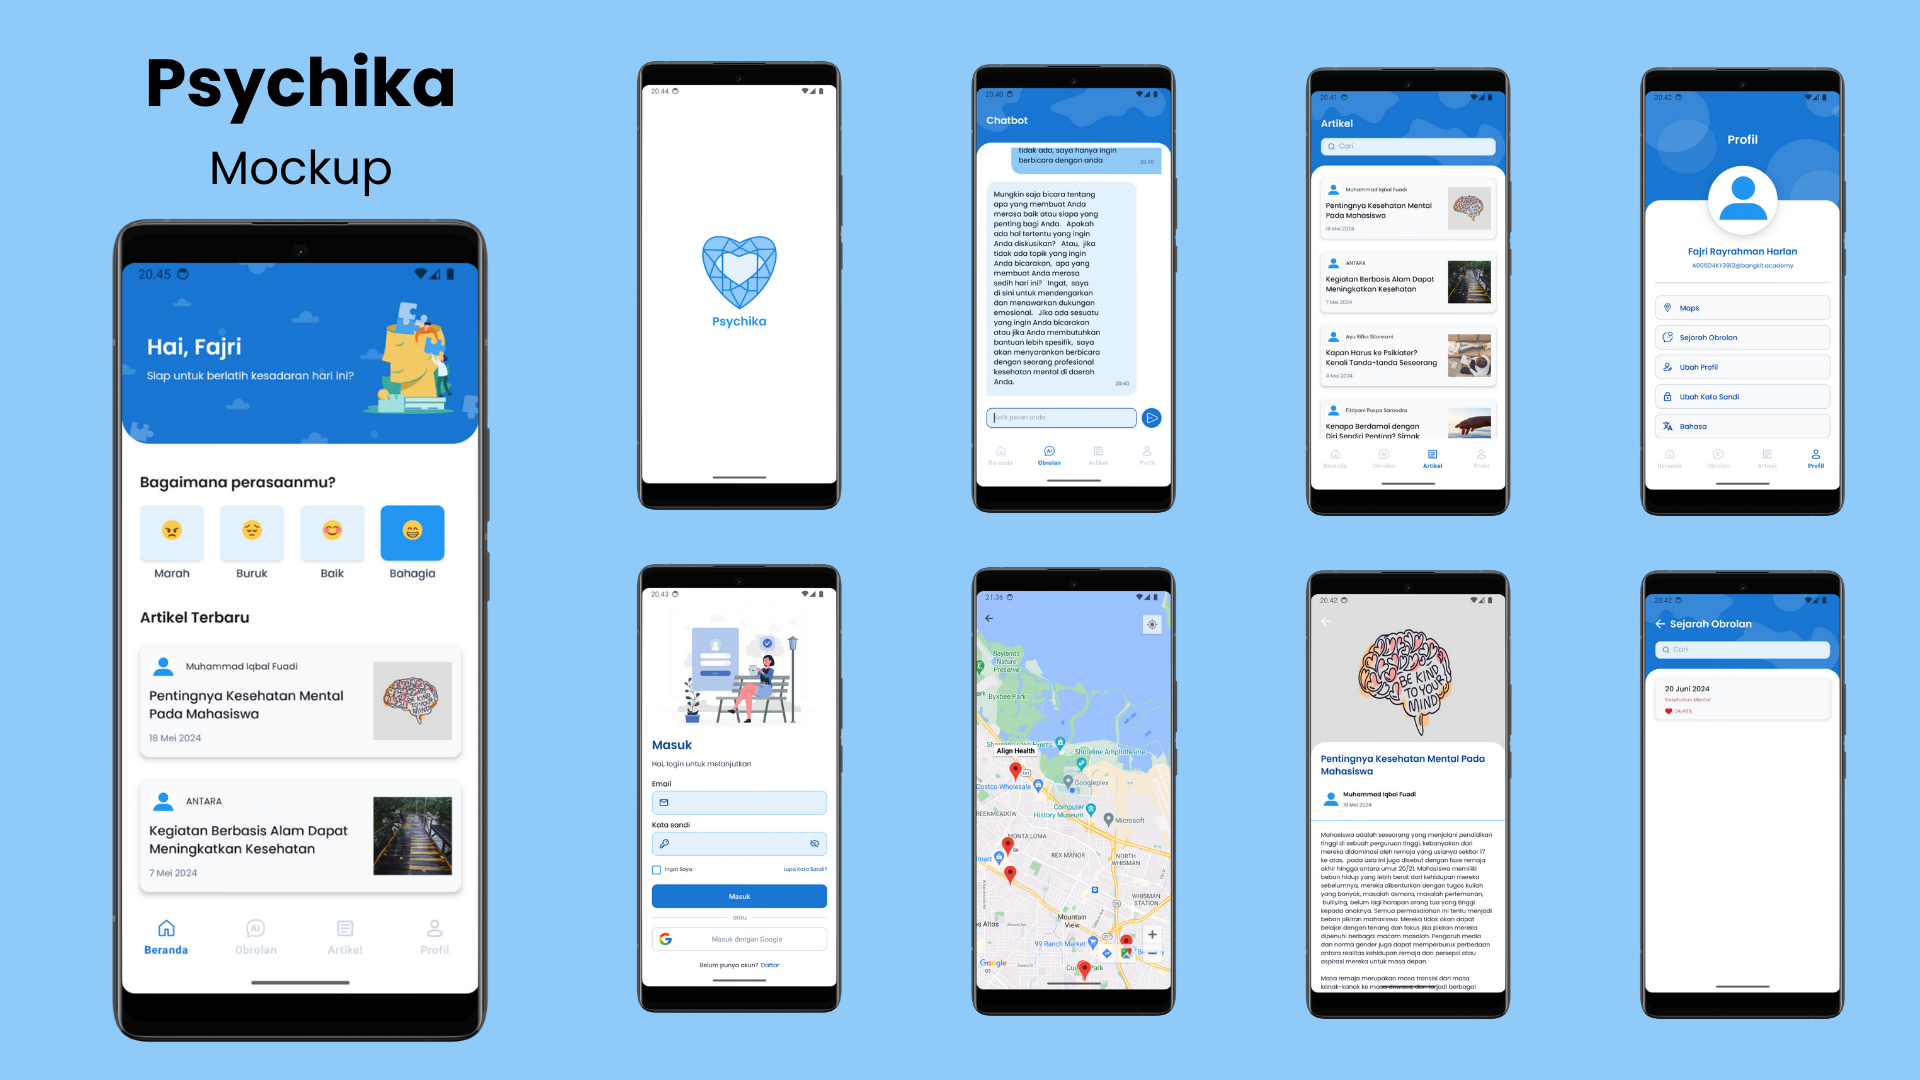 Psychika
Mockup
20.45
Hai, Fajri
Siap untuk berlatih kesadaran hari ini?
Bagaimana perasaanmu?
Marah
Buruk
Baik
Bahagia
Artikel Terbaru
Muhammad Iqbal Fuadi
Pentingnya Kesehatan Mental
Pada Mahasiswa
18 Mei 2024
BE KIND
TO YOUR
MIND
ANTARA
Kegiatan Berbasis Alam Dapat
Meningkatkan Kesehatan
7 Mei 2024
Beranda
AI
Obrolan
Artikel
Profil
20.44
Psychika
20.40
Chatbot
tidak ada, saya hanya ingin
berbicara dengan anda
20:40
Mungkin saja bicara tentang
apa yang membuat Anda
merasa baik atau siapa yang
penting bagi Anda. Apakah
ada hal tertentu yang ingin
Anda diskusikan? Atau, jika
tidak ada topik yang ingin
Anda bicarakan, apa yang
membuat Anda merasa
sedih hari ini? Ingat, saya
di sini untuk mendengarkan
dan menawarkan dukungan
emosional. Jika ada sesuatu
yang ingin Anda bicarakan
atau jika Anda membutuhkan
bantuan lebih spesifik, saya
akan menyarankan berbicara
dengan seorang profesional
kesehatan mental di daerah
Anda.
20:40
Ketik pesan anda
Beranda
AI
Obrolan
Artikel
Profil
20.41
Artikel
Cari
Muhammad Iqbal Fuadi
Pentingnya Kesehatan Mental
Pada Mahasiswa
18 Mei 2024
ANTARA
Kegiatan Berbasis Alam Dapat
Meningkatkan Kesehatan
7 Mei 2024
Ayu Rifka Sitoresmi
Kapan Harus ke Psikiater?
Kenali Tanda-tanda Seseorang
4 Mei 2024
Fitriyani Puspa Samodra
Kenapa Berdamai dengan
Diri Sendiri Penting? Simak
Beranda
Obrolan
Artikel
Profil
20.42
Profil
Fajri Rayrahman Harlan
A006D4KY3912@bangkit.academy
Maps
Sejarah Obrolan
Ubah Profil
Ubah Kata Sandi
Bahasa
Beranda
Obrolan
Artikel
Profil
20.43
Masuk
Hai, login untuk melanjutkan
Email
Kata sandi
Ingat Saya
Lupa Kata Sandi?
Masuk
atau
Masuk dengan Google
Belum punya akun? Daftar
21.36
Baylands
Nature
Preserve
Byxbee Park
Align Health
Shoreline Amphitheatre
101
Costco Wholesale
Googleplex
Computer
History Museum
Microsoft
MONTA LOMA
REX MANOR
NORTH
WHISMAN
WHISMAN
STATION
Mountain
View
99 Ranch Market
Google
20.42
BE KIND
TO YOUR
MIND
Pentingnya Kesehatan Mental Pada
Mahasiswa
Muhammad Iqbal Fuadi
18 Mei 2024
Mahasiswa adalah seseorang yang menjalani pendidikan
tinggi di sebuah perguruan tinggi, kebanyakan dari
mereka didominasi oleh remaja yang usianya sekitar 17
ke atas, pada usia ini juga disebut dengan fase remaja
akhir hingga antara umur 20/21. Mahasiswa memiliki
beban hidup yang lebih berat dari kehidupan mereka
sebelumnya, mereka dibenturkan dengan tugas kuliah
yang banyak, masalah asmara, masalah pertemanan,
bullying, belum lagi harapan orang tua yang tinggi
kepada anaknya. Semua permasalahan ini tentu menjadi
beban pikiran mahasiswa. Mereka tidak akan dapat
belajar dengan tenang dan fokus jika pikiran mereka
dipenuhi berbagai macam masalah. Pengaruh media
dan norma gender juga dapat memperburuk perbedaan
antara realitas kehidupan remaja dan persepsi atau
aspirasi mereka untuk masa depan.
Masa remaja merupakan masa transisi dari masa
kanak-kanak ke masa dewasa, dan terjadi berbagai
20.42
Sejarah Obrolan
Cari
20 Juni 2024
Kesehatan Mental
34,43%